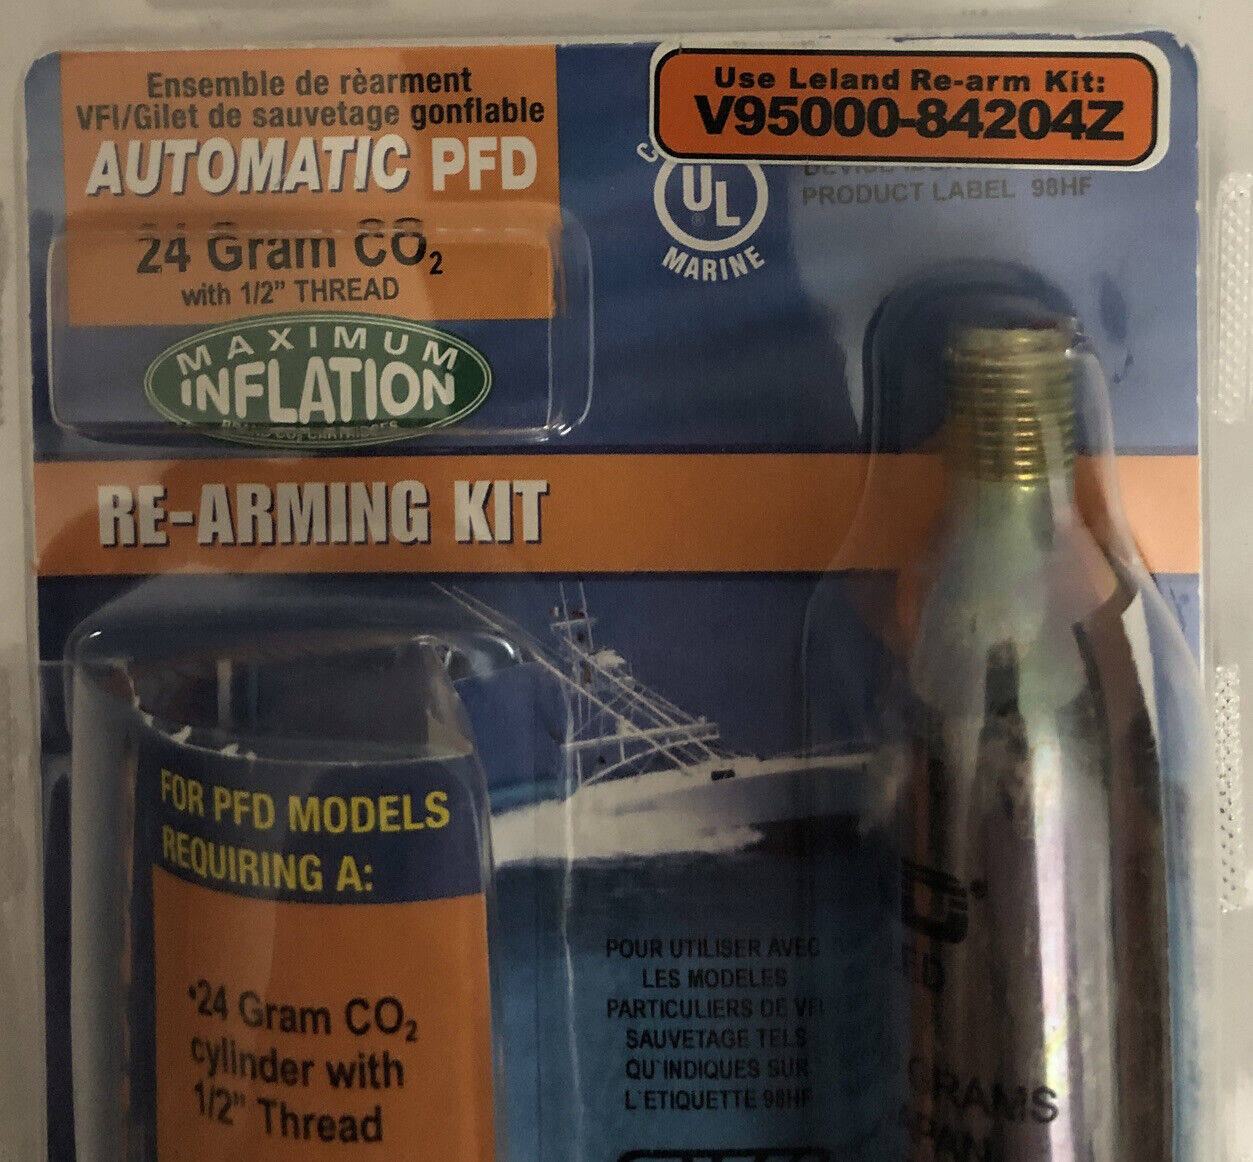 Ensemble de rèarment
VFI/Gilet de sauvetage gonflable
AUTOMATIC PFD
24 Gram CO2
with 1/2" THREAD
MAXIMUM
INFLATION
Use Leland Re-arm Kit:
V95000-84204Z
PRODUCT LABEL 98HF
UL
®
MARINE
RE-ARMING KIT
FOR PFD MODELS
REQUIRING A:
•24 Gram CO2
cylinder with
1/2" Thread
POUR UTILISER AVEC
LES MODELES
PARTICULIERS DE VFI
SAUVETAGE TELS
QU'INDIQUES SUR
L'ETIQUETTE 98HF
GRAMS